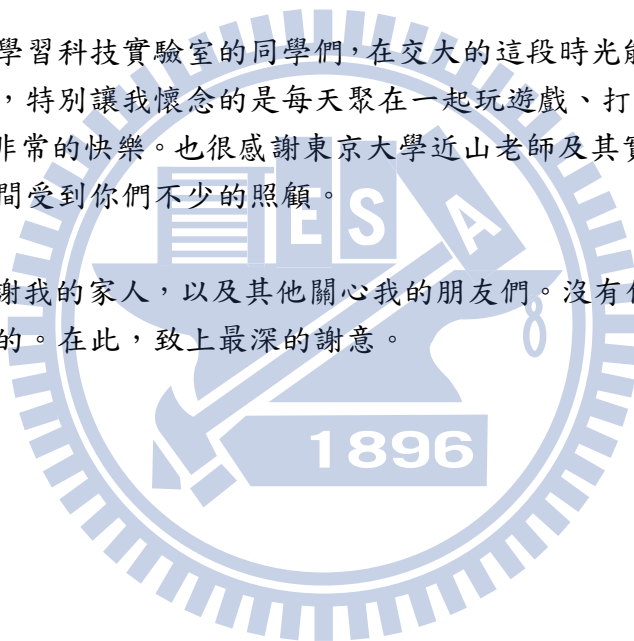 學習科技實驗室的同學們，在交大的這段時光能
，特別讓我懷念的是每天聚在一起玩遊戲、打
非常的快樂。也很感謝東京大學近山老師及其實
間受到你們不少的照顧。
謝我的家人，以及其他關心我的朋友們。沒有你
的。在此，致上最深的謝意。
E S A
8
1896